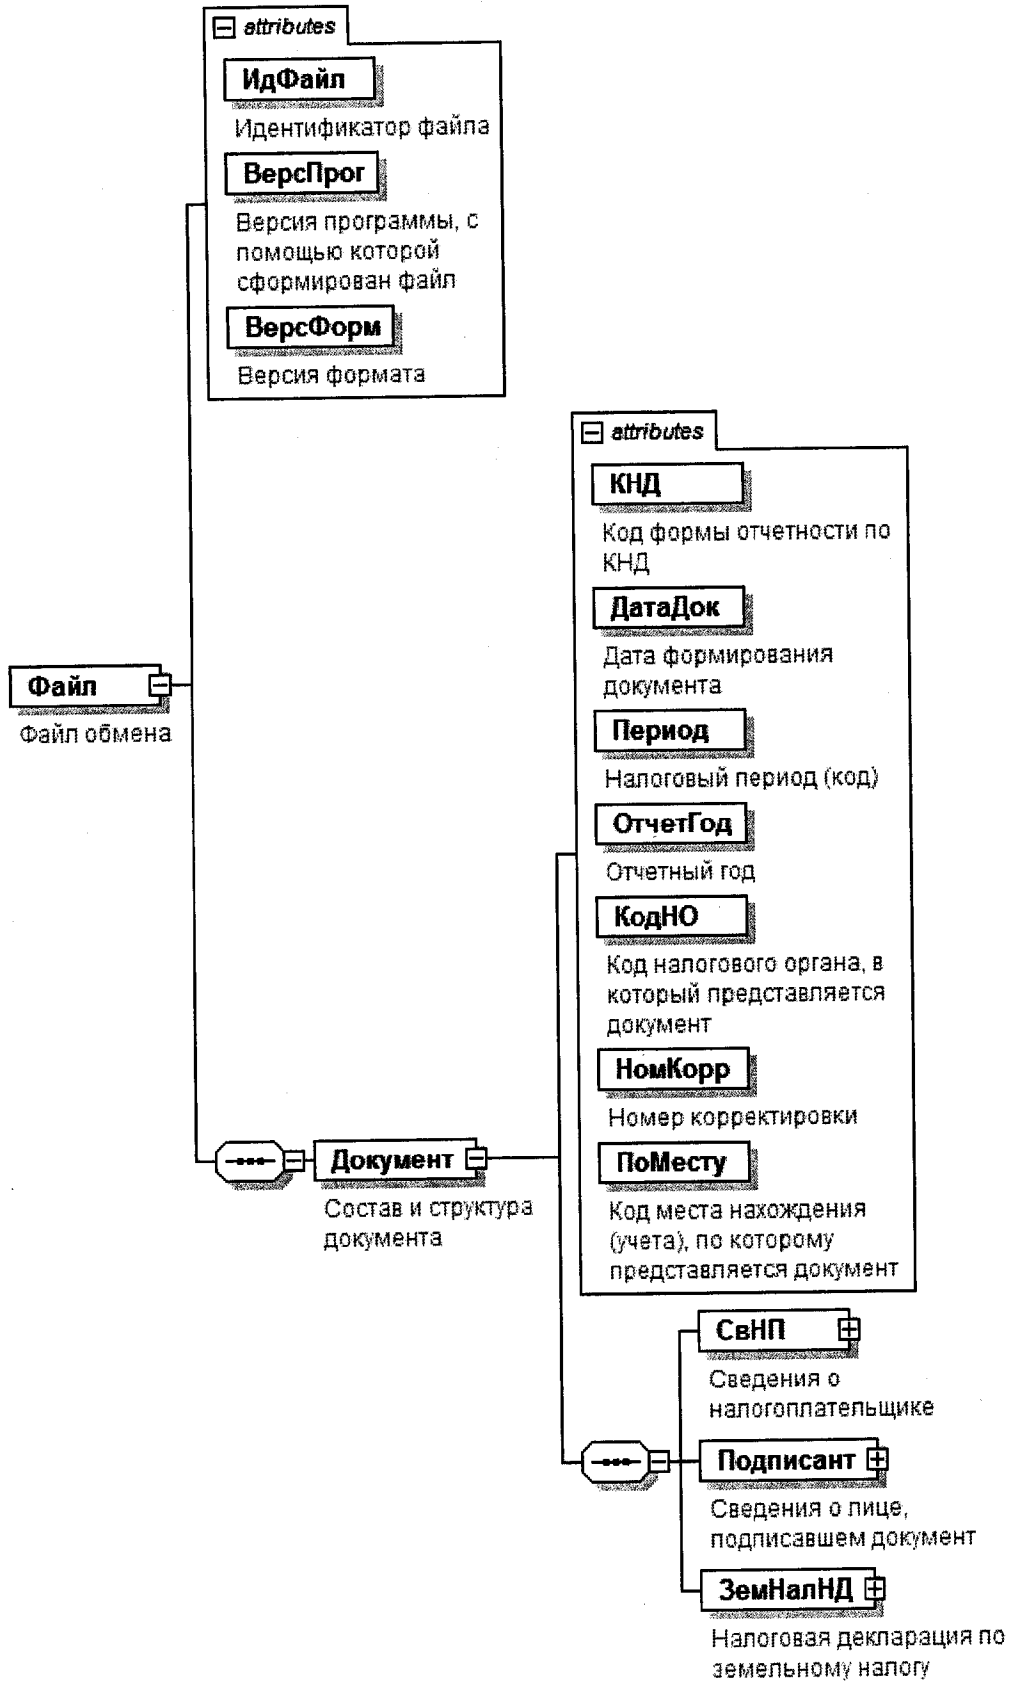 attributes
ИдФайл
Идентификатор файла
ВерсПрог
Версия программы, с
помощью которой
сформирован файл
ВерсФорм
Версия формата
Файл
Файл обмена
Документ
Состав и структура
документа
attributes
КНД
Код формы отчетности по
КНД
ДатаДок
Дата формирования
документа
Период
Налоговый период (код)
ОтчетГод
Отчетный год
КодНО
Код налогового органа, в
который представляется
документ
НомКорр
Номер корректировки
ПоМесту
Код места нахождения
(учета), по которому
представляется документ
СвНП
Сведения о
налогоплательщике
Подписант
Сведения о лице,
подписавшем документ
ЗемНалНД
Налоговая декларация по
земельному налогу